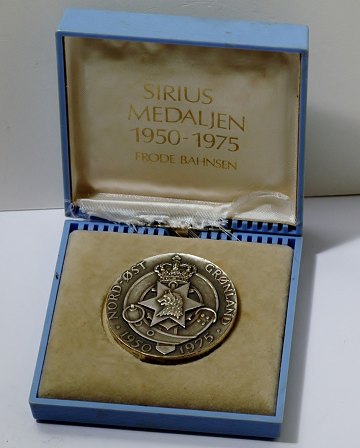 SIRIUS
MEDALJEN
1950-1975
FRODE BAHNSEN
NORD-ØST GRØNLAND
· 1950 1975 ·